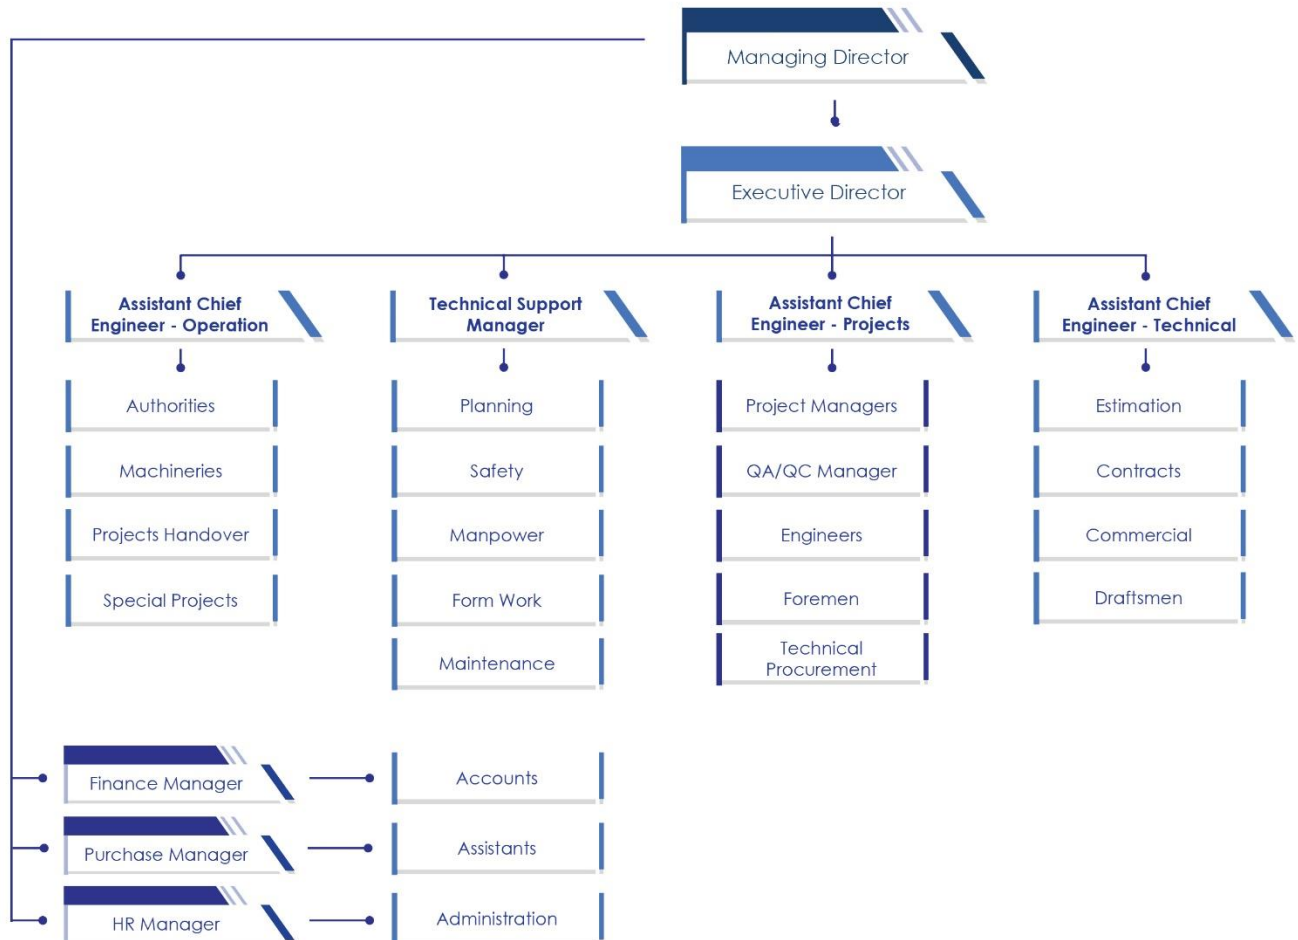 Managing Director
Executive Director
Assistant Chief
Engineer - Operation
Technical Support
Manager
Assistant Chief
Engineer - Projects
Assistant Chief
Engineer - Technical
Authorities
Machineries
Projects Handover
Special Projects
Planning
Safety
Manpower
Form Work
Maintenance
Project Managers
QA/QC Manager
Engineers
Foremen
Technical
Procurement
Estimation
Contracts
Commercial
Draftsmen
Finance Manager
Accounts
Purchase Manager
Assistants
HR Manager
Administration